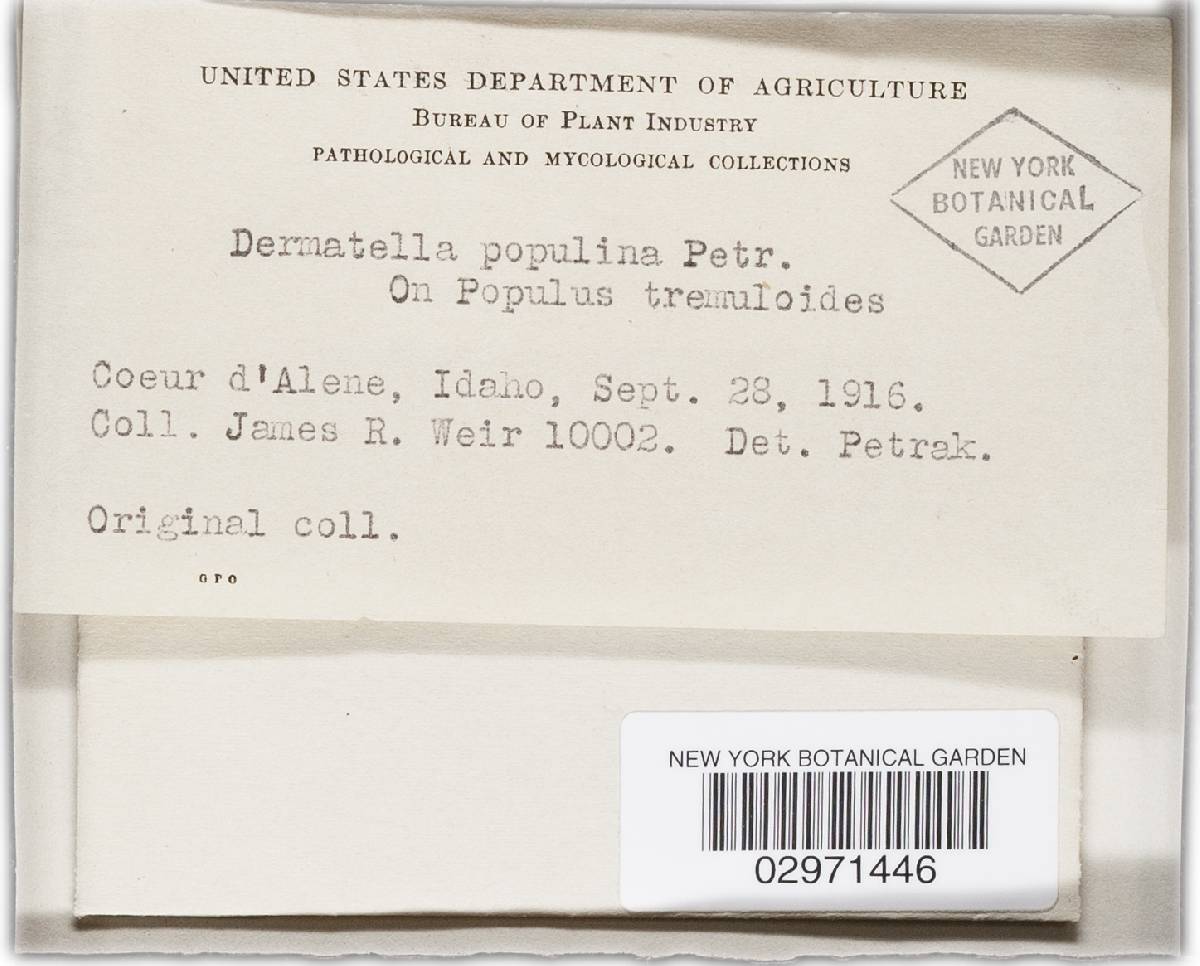 UNITED STATES DEPARTMENT OF AGRICULTURE
BUREAU OF PLANT INDUSTRY
PATHOLOGICAL AND MYCOLOGICAL COLLECTIONS
NEW YORK
BOTANICAL
GARDEN
Dermatella populina Petr.
On Populus tremuloides
Coeur d'Alene, Idaho, Sept. 28, 1916.
Coll. James R. Weir 10002. Det. Petrak.
Original coll.
GPO
NEW YORK BOTANICAL GARDEN
02971446